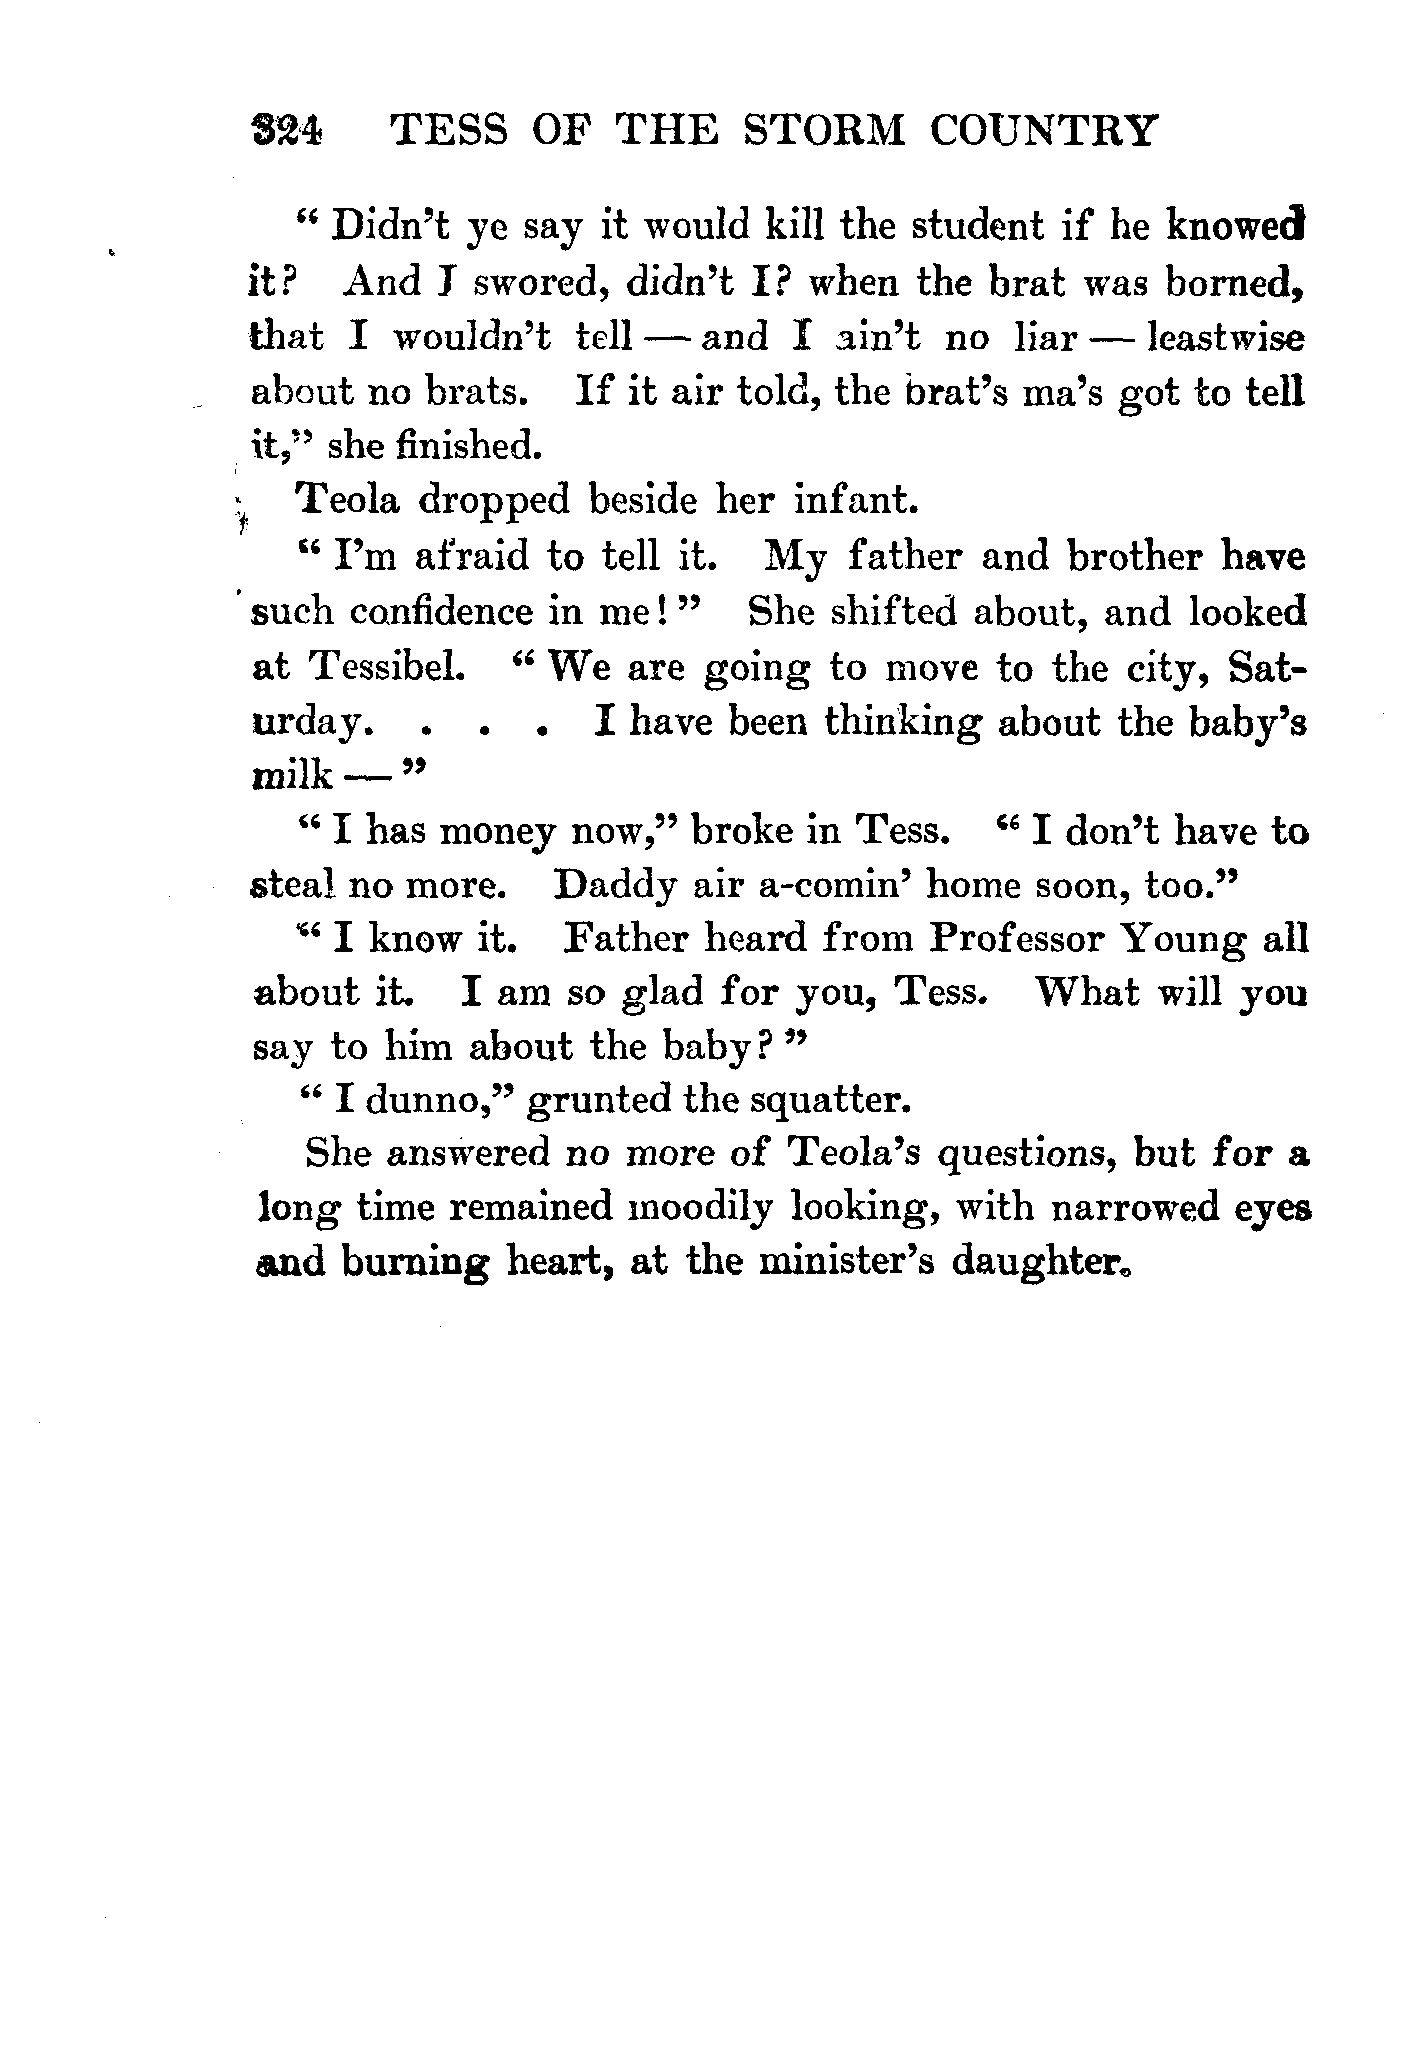 324 TESS OF THE STORM COUNTRY
“Didn’t ye say it would kill the student if he knowed
it? And I swored, didn’t I? when the brat was borned,
that I wouldn’t tell — and I ain’t no liar — leastwise
about no brats. If it air told, the brat’s ma’s got to tell
it,” she finished.
Teola dropped beside her infant.
“I’m afraid to tell it. My father and brother have
such confidence in me!” She shifted about, and looked
at Tessibel. “We are going to move to the city, Sat-
urday. . . . I have been thinking about the baby’s
milk — ”
“I has money now,” broke in Tess. “I don’t have to
steal no more. Daddy air a-comin’ home soon, too.”
“I know it. Father heard from Professor Young all
about it. I am so glad for you, Tess. What will you
say to him about the baby?”
“I dunno,” grunted the squatter.
She answered no more of Teola’s questions, but for a
long time remained moodily looking, with narrowed eyes
and burning heart, at the minister’s daughter.